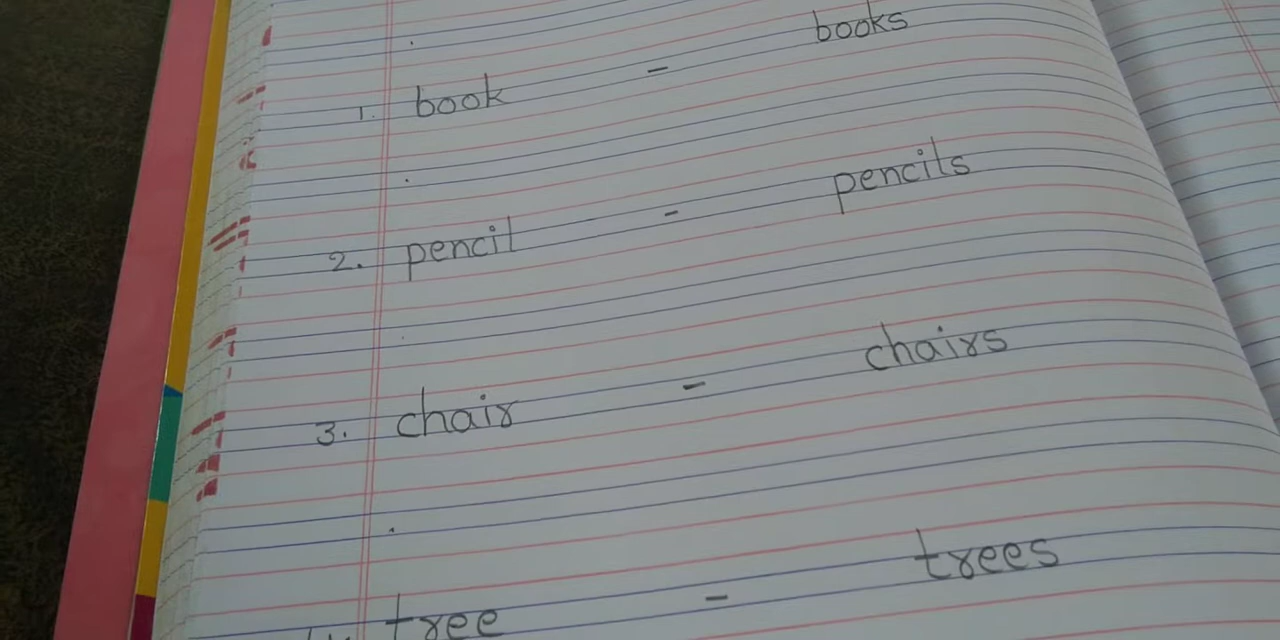 1. book - books
2. pencil - pencils
3. chair - chairs
tree - trees